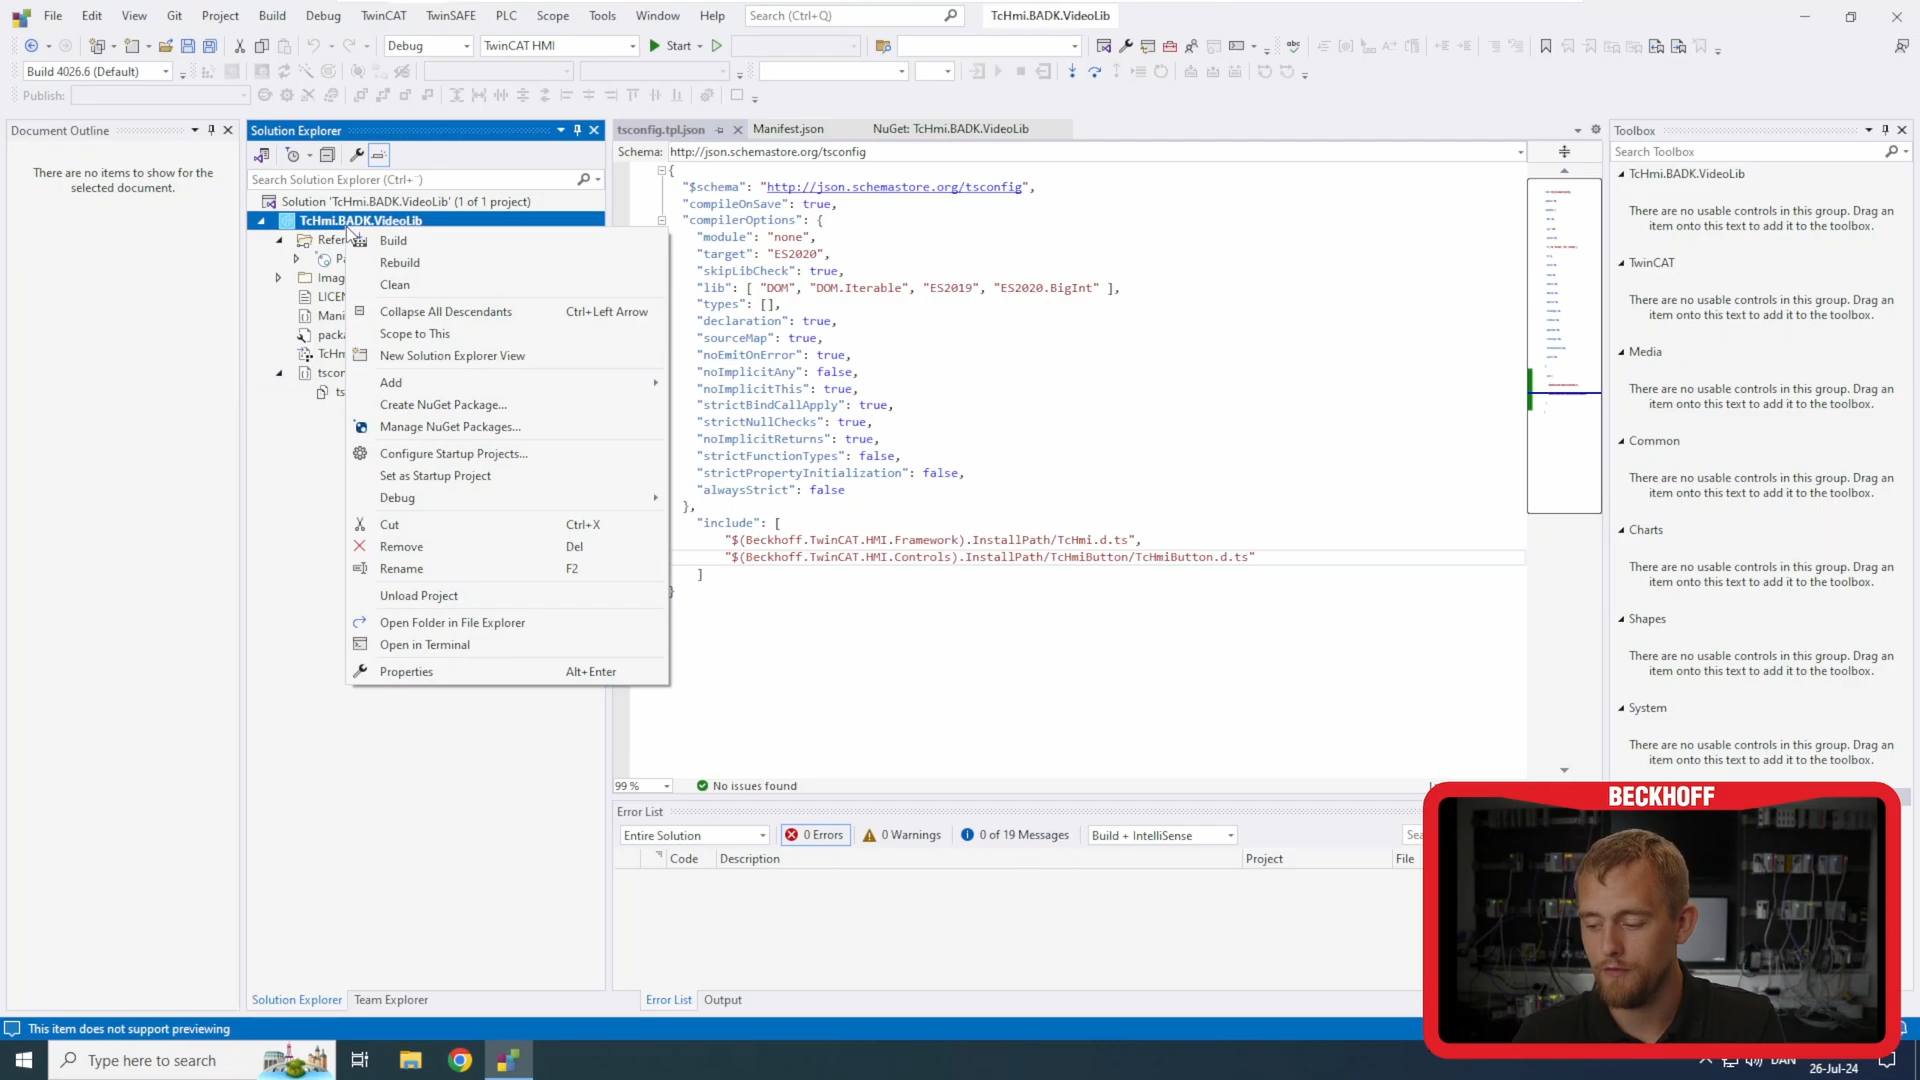 File Edit View Git Project Build Debug TwinCAT TwinSAFE PLC Scope Tools Window Help Search (Ctrl+Q) TcHmi.BADK.VideoLib
Debug TwinCAT HMI Start
Build 4026.6 (Default)
Publish:
Document Outline
There are no items to show for the
selected document.
Solution Explorer
Search Solution Explorer (Ctrl+¨)
Solution 'TcHmi.BADK.VideoLib' (1 of 1 project)
TcHmi.BADK.VideoLib
Refer
Pa
Imag
LICEN
Mani
packa
TcHm
tscor
ts
Build
Rebuild
Clean
Collapse All Descendants Ctrl+Left Arrow
Scope to This
New Solution Explorer View
Add
Create NuGet Package...
Manage NuGet Packages...
Configure Startup Projects...
Set as Startup Project
Debug
Cut Ctrl+X
Remove Del
Rename F2
Unload Project
Open Folder in File Explorer
Open in Terminal
Properties Alt+Enter
Solution Explorer Team Explorer
tsconfig.tpl.json Manifest.json NuGet: TcHmi.BADK.VideoLib
Schema: http://json.schemastore.org/tsconfig
{
"$schema": "http://json.schemastore.org/tsconfig",
"compileOnSave": true,
"compilerOptions": {
"module": "none",
"target": "ES2020",
"skipLibCheck": true,
"lib": [ "DOM", "DOM.Iterable", "ES2019", "ES2020.BigInt" ],
"types": [],
"declaration": true,
"sourceMap": true,
"noEmitOnError": true,
"noImplicitAny": false,
"noImplicitThis": true,
"strictBindCallApply": true,
"strictNullChecks": true,
"noImplicitReturns": true,
"strictFunctionTypes": false,
"strictPropertyInitialization": false,
"alwaysStrict": false
},
"include": [
"$(Beckhoff.TwinCAT.HMI.Framework).InstallPath/TcHmi.d.ts",
"$(Beckhoff.TwinCAT.HMI.Controls).InstallPath/TcHmiButton/TcHmiButton.d.ts"
]
}
99 % No issues found
Error List
Entire Solution 0 Errors 0 Warnings 0 of 19 Messages Build + IntelliSense Sea
Code Description Project File
Error List Output
Toolbox
Search Toolbox
TcHmi.BADK.VideoLib
There are no usable controls in this group. Drag an
item onto this text to add it to the toolbox.
TwinCAT
There are no usable controls in this group. Drag an
item onto this text to add it to the toolbox.
Media
There are no usable controls in this group. Drag an
item onto this text to add it to the toolbox.
Common
There are no usable controls in this group. Drag an
item onto this text to add it to the toolbox.
Charts
There are no usable controls in this group. Drag an
item onto this text to add it to the toolbox.
Shapes
There are no usable controls in this group. Drag an
item onto this text to add it to the toolbox.
System
There are no usable controls in this group. Drag an
item onto this text to add it to the toolbox.
BECKHOFF
This item does not support previewing
Type here to search
DAN
26-Jul-24